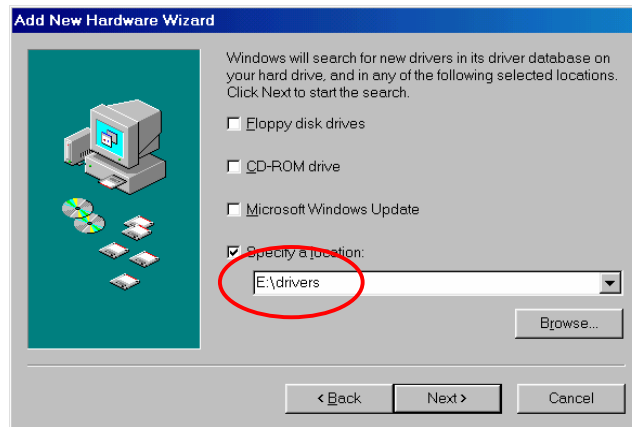 Add New Hardware Wizard
Windows will search for new drivers in its driver database on
your hard drive, and in any of the following selected locations.
Click Next to start the search.
Floppy disk drives
CD-ROM drive
Microsoft Windows Update
Specify a location:
E:\drivers
Browse...
< Back
Next >
Cancel